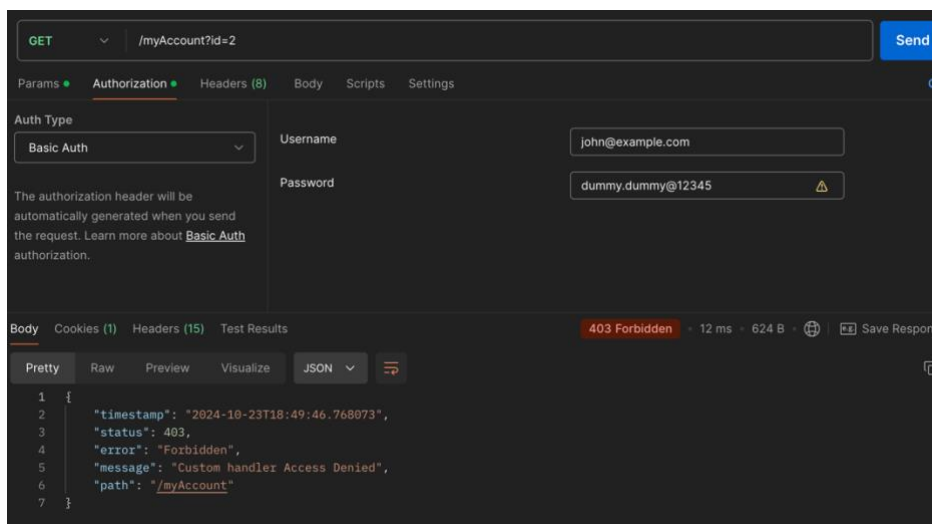 GET /myAccount?id=2 Send
Params Authorization Headers (8) Body Scripts Settings
Auth Type
Basic Auth
Username john@example.com
Password dummy.dummy@12345
The authorization header will be
automatically generated when you send
the request. Learn more about Basic Auth
authorization.
Body Cookies (1) Headers (15) Test Results 403 Forbidden 12 ms 624 B Save Respon
Pretty Raw Preview Visualize JSON
1 {
2 "timestamp": "2024-10-23T18:49:46.768073",
3 "status": 403,
4 "error": "Forbidden",
5 "message": "Custom handler Access Denied",
6 "path": "/myAccount"
7 }